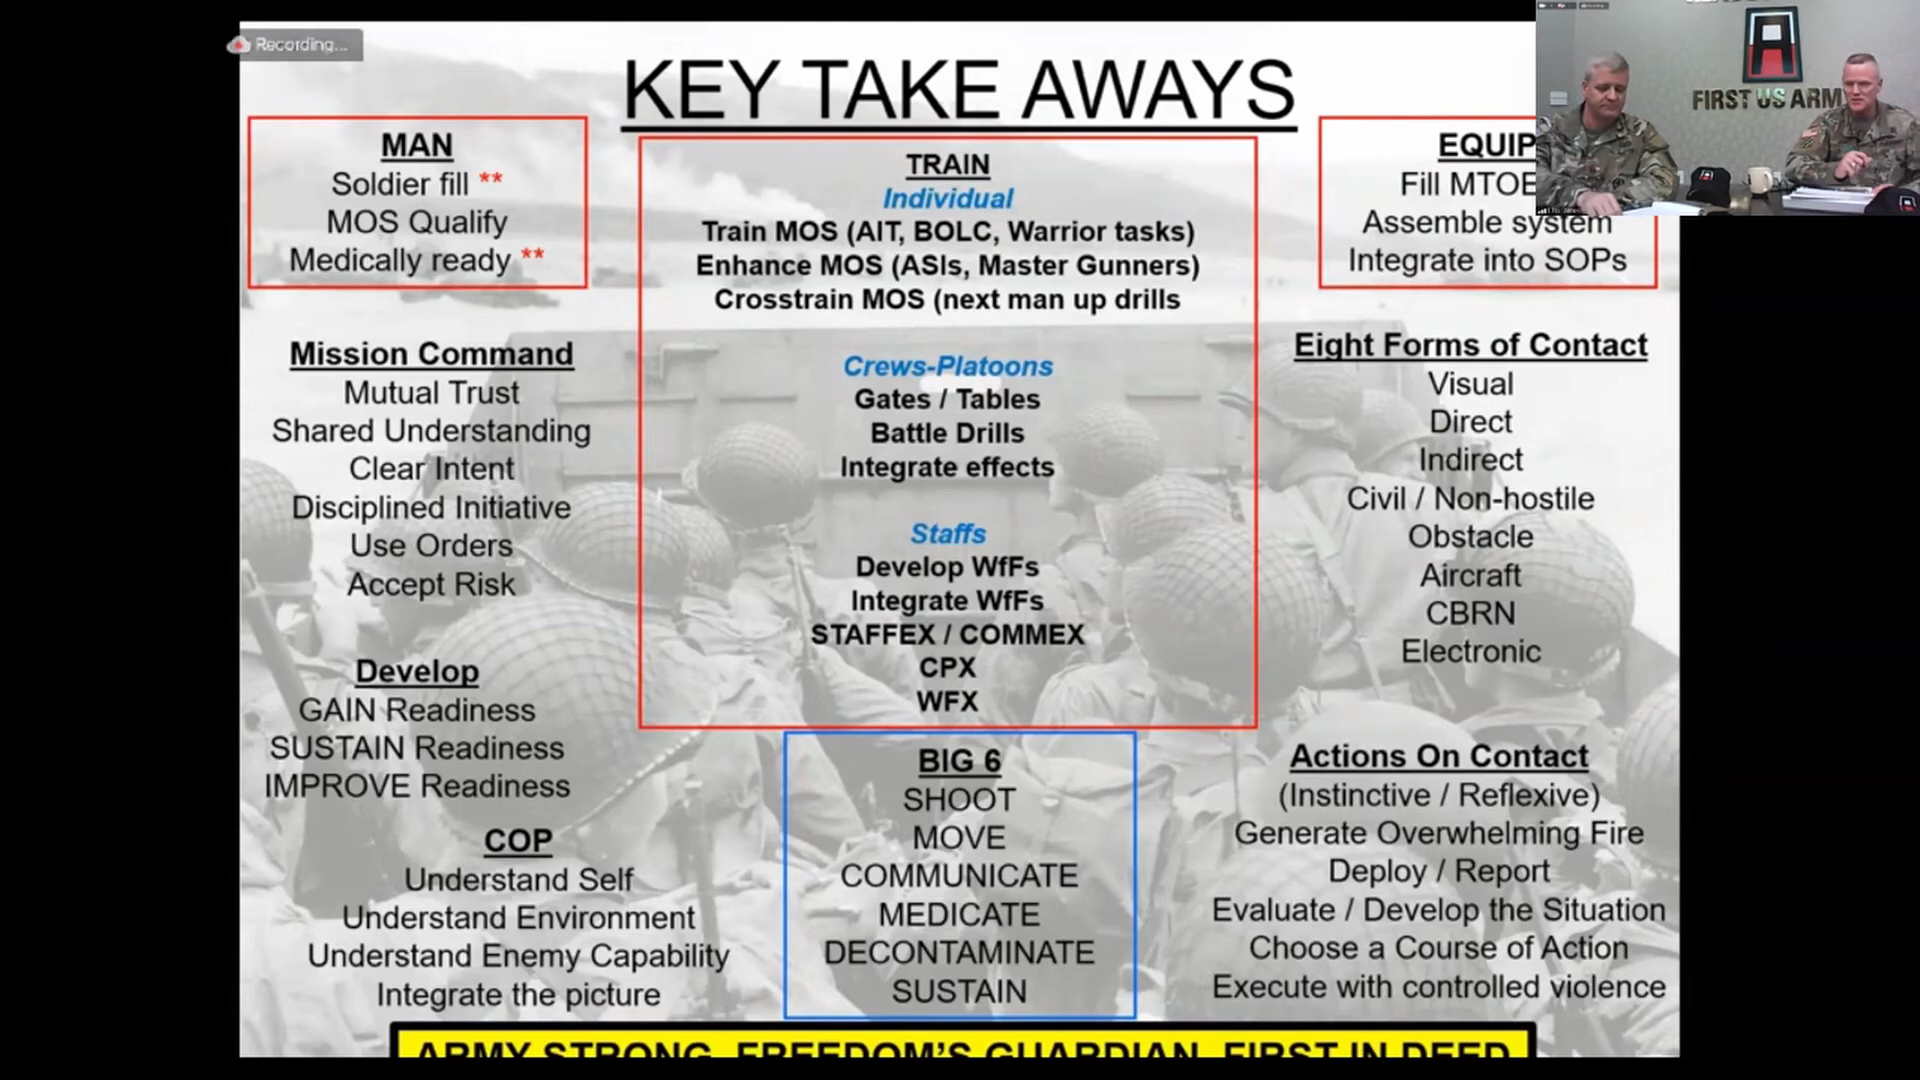 Recording...
KEY TAKE AWAYS
MAN
Soldier fill **
MOS Qualify
Medically ready **
TRAIN
Individual
Train MOS (AIT, BOLC, Warrior tasks)
Enhance MOS (ASIs, Master Gunners)
Crosstrain MOS (next man up drills
Crews-Platoons
Gates / Tables
Battle Drills
Integrate effects
Staffs
Develop WfFs
Integrate WfFs
STAFFEX / COMMEX
CPX
WFX
EQUIP
Fill MTOE
Assemble system
Integrate into SOPs
FIRST US ARM
Mission Command
Mutual Trust
Shared Understanding
Clear Intent
Disciplined Initiative
Use Orders
Accept Risk
Eight Forms of Contact
Visual
Direct
Indirect
Civil / Non-hostile
Obstacle
Aircraft
CBRN
Electronic
Develop
GAIN Readiness
SUSTAIN Readiness
IMPROVE Readiness
COP
Understand Self
Understand Environment
Understand Enemy Capability
Integrate the picture
BIG 6
SHOOT
MOVE
COMMUNICATE
MEDICATE
DECONTAMINATE
SUSTAIN
Actions On Contact
(Instinctive / Reflexive)
Generate Overwhelming Fire
Deploy / Report
Evaluate / Develop the Situation
Choose a Course of Action
Execute with controlled violence
ARMY STRONG, FREEDOM'S GUARDIAN, FIRST IN DEED